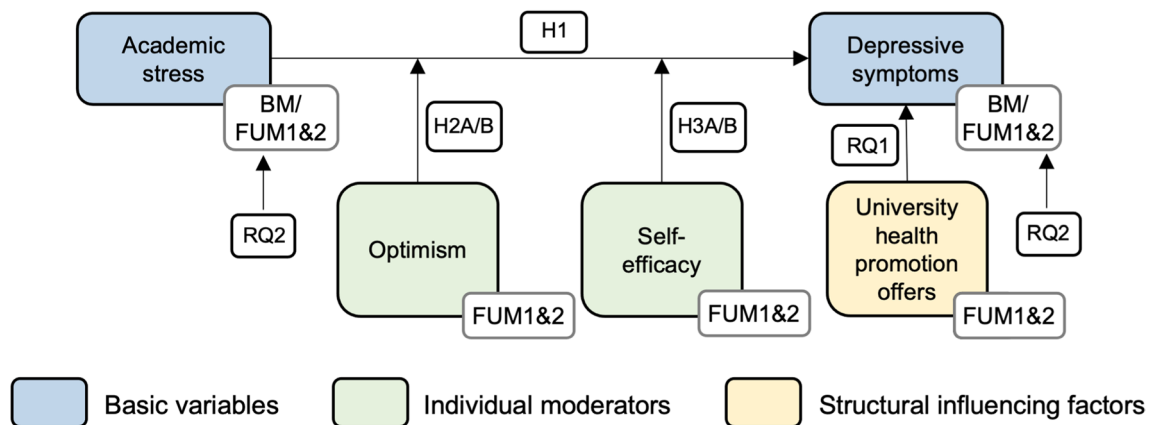 H1
Academic
stress
Depressive
symptoms
BM/
FUM1&2
BM/
FUM1&2
H2A/B
H3A/B
RQ1
RQ2
Optimism
Self-
efficacy
University
health
promotion
offers
RQ2
FUM1&2
FUM1&2
FUM1&2
Basic variables
Individual moderators
Structural influencing factors